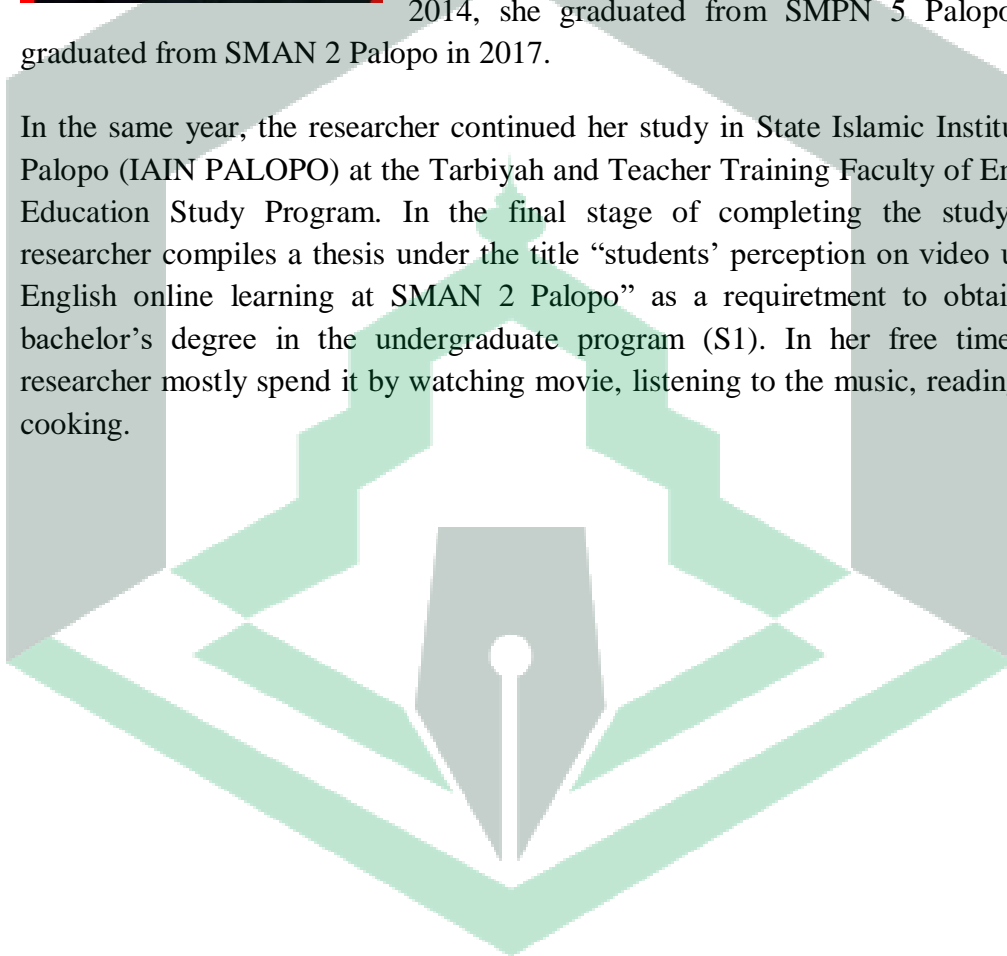 2014, she graduated from SMPN 5 Palopo
graduated from SMAN 2 Palopo in 2017.
In the same year, the researcher continued her study in State Islamic
Palopo (IAIN PALOPO) at the Tarbiyah and Teacher Training Faculty of
Education Study Program. In the final stage of completing the study
researcher compiles a thesis under the title “students’ perception on video
English online learning at SMAN 2 Palopo” as a requiretment to
bachelor’s degree in the undergraduate program (S1). In her free time
researcher mostly spend it by watching movie, listening to the music,
cooking.